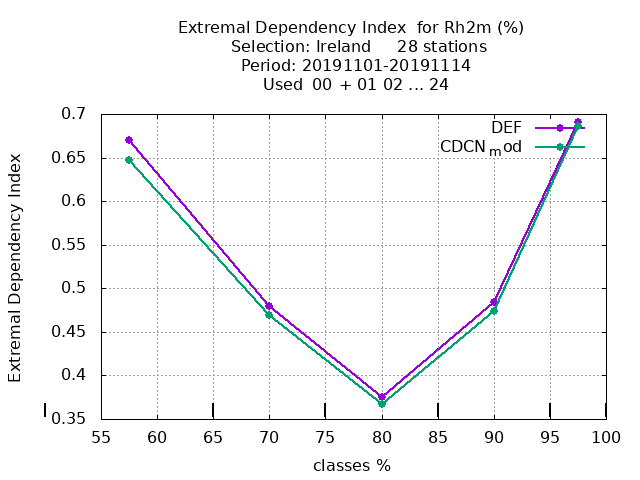 Extremal Dependency Index for Rh2m (%)
Selection: Ireland 28 stations
Period: 20191101-20191114
Used 00 + 01 02 ... 24
DEF
CDCN mod
Extremal Dependency Index
0.7
0.65
0.6
0.55
0.5
0.45
0.4
0.35
55 60 65 70 75 80 85 90 95 100
classes %